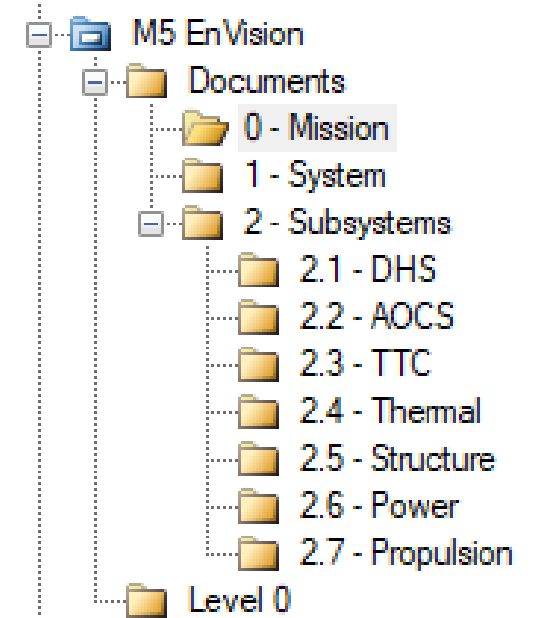 M5 EnVision
Documents
0 - Mission
1 - System
2 - Subsystems
2.1 - DHS
2.2 - AOCS
2.3 - TTC
2.4 - Thermal
2.5 - Structure
2.6 - Power
2.7 - Propulsion
Level 0